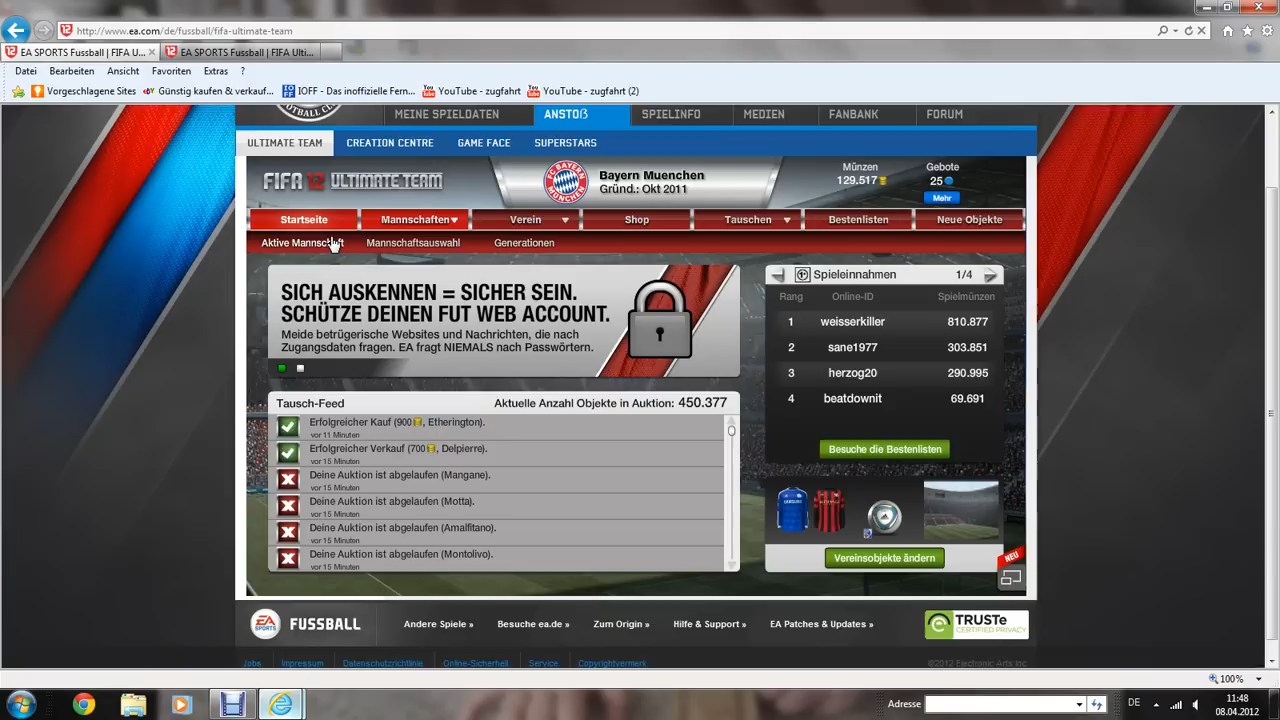 http://www.ea.com/de/fussball/fifa-ultimate-team
EA SPORTS Fussball | FIFA U...
EA SPORTS Fussball | FIFA Ulti...
Datei Bearbeiten Ansicht Favoriten Extras ?
Vorgeschlagene Sites
Günstig kaufen & verkauf...
IOFF - Das inoffizielle Fern...
YouTube - zugfahrt
YouTube - zugfahrt (2)
MEINE SPIELDATEN ANSTOß SPIELINFO MEDIEN FANBANK FORUM
ULTIMATE TEAM CREATION CENTRE GAME FACE SUPERSTARS
FIFA 12 ULTIMATE TEAM
Bayern Muenchen
Gründ.: Okt 2011
Münzen
129.517
Gebote
25
Mehr
Startseite Mannschaften Verein Shop Tauschen Bestenlisten Neue Objekte
Aktive Mannschaft Mannschaftsauswahl Generationen
SICH AUSKENNEN = SICHER SEIN.
SCHÜTZE DEINEN FUT WEB ACCOUNT.
Meide betrügerische Websites und Nachrichten, die nach
Zugangsdaten fragen. EA fragt NIEMALS nach Passwörtern.
Spieleinnahmen 1/4
Rang Online-ID Spielmünzen
1 weisserkiller 810.877
2 sane1977 303.851
3 herzog20 290.995
4 beatdownit 69.691
Besuche die Bestenlisten
Tausch-Feed Aktuelle Anzahl Objekte in Auktion: 450.377
Erfolgreicher Kauf (900, Etherington).
vor 11 Minuten
Erfolgreicher Verkauf (700, Delpierre).
vor 15 Minuten
Deine Auktion ist abgelaufen (Mangane).
vor 15 Minuten
Deine Auktion ist abgelaufen (Motta).
vor 15 Minuten
Deine Auktion ist abgelaufen (Amalfitano).
vor 15 Minuten
Deine Auktion ist abgelaufen (Montolivo).
vor 15 Minuten
Vereinsobjekte ändern
NEU
EA SPORTS FUSSBALL
Andere Spiele » Besuche ea.de » Zum Origin » Hilfe & Support » EA Patches & Updates »
TRUSTe
CERTIFIED PRIVACY
Jobs Impressum Datenschutzrichtlinie Online-Sicherheit Service Copyrightvermerk
©2012 Electronic Arts Inc
100%
Adresse
DE
11:48
08.04.2012